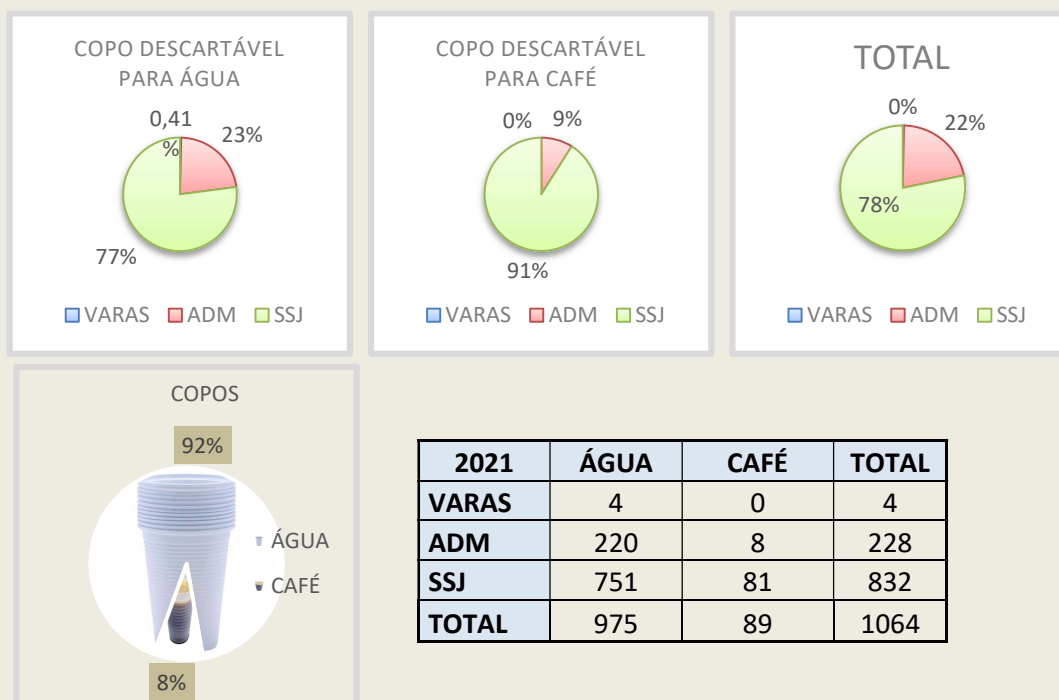 COPO DESCARTÁVEL
PARA ÁGUA
0,41
%
23%
77%
VARAS ADM SSJ
COPO DESCARTÁVEL
PARA CAFÉ
0% 9%
91%
VARAS ADM SSJ
TOTAL
0%
22%
78%
VARAS ADM SSJ
COPOS
92%
ÁGUA
CAFÉ
8%
2021 ÁGUA CAFÉ TOTAL
VARAS 4 0 4
ADM 220 8 228
SSJ 751 81 832
TOTAL 975 89 1064